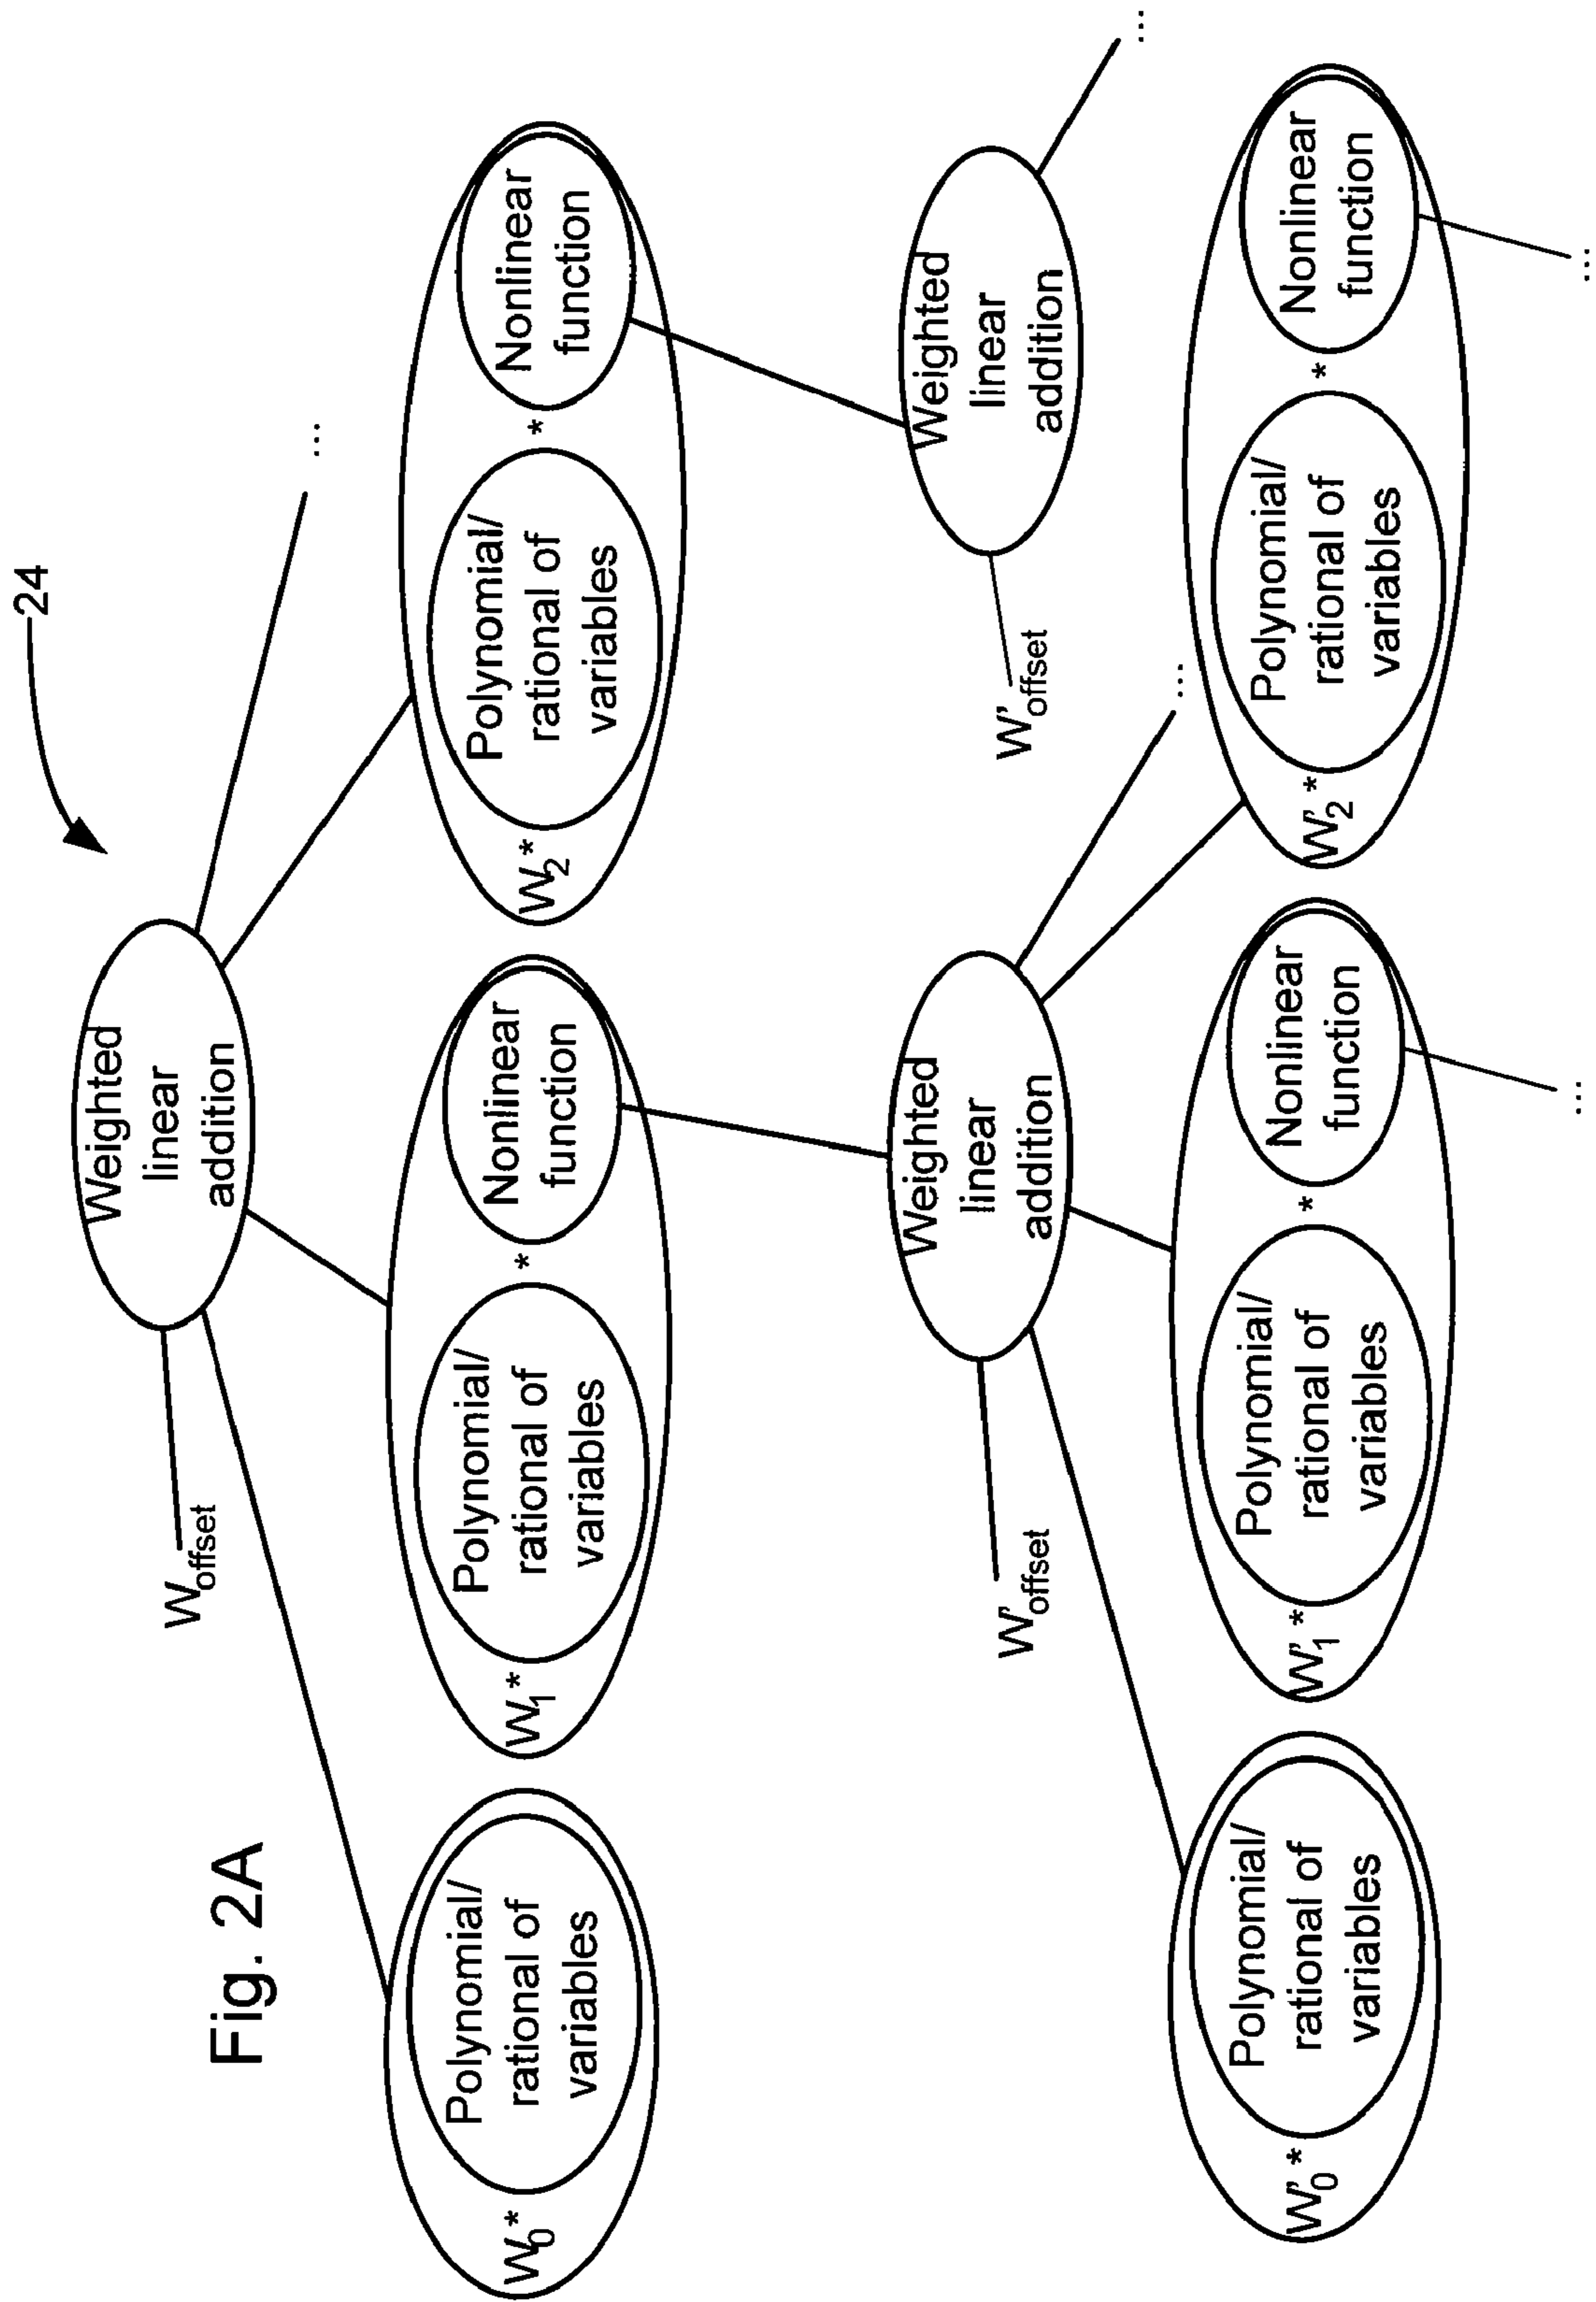 Fig. 2A
24
Weighted
linear
addition
W_offset
...
W_0 *
Polynomial/
rational of
variables
W_1 *
Polynomial/
rational of
variables
*
Nonlinear
function
W_2 *
Polynomial/
rational of
variables
*
Nonlinear
function
Weighted
linear
addition
W'_offset
...
Weighted
linear
addition
W'_offset
...
W'_0 *
Polynomial/
rational of
variables
W'_1 *
Polynomial/
rational of
variables
*
Nonlinear
function
...
W'_2 *
Polynomial/
rational of
variables
*
Nonlinear
function
...